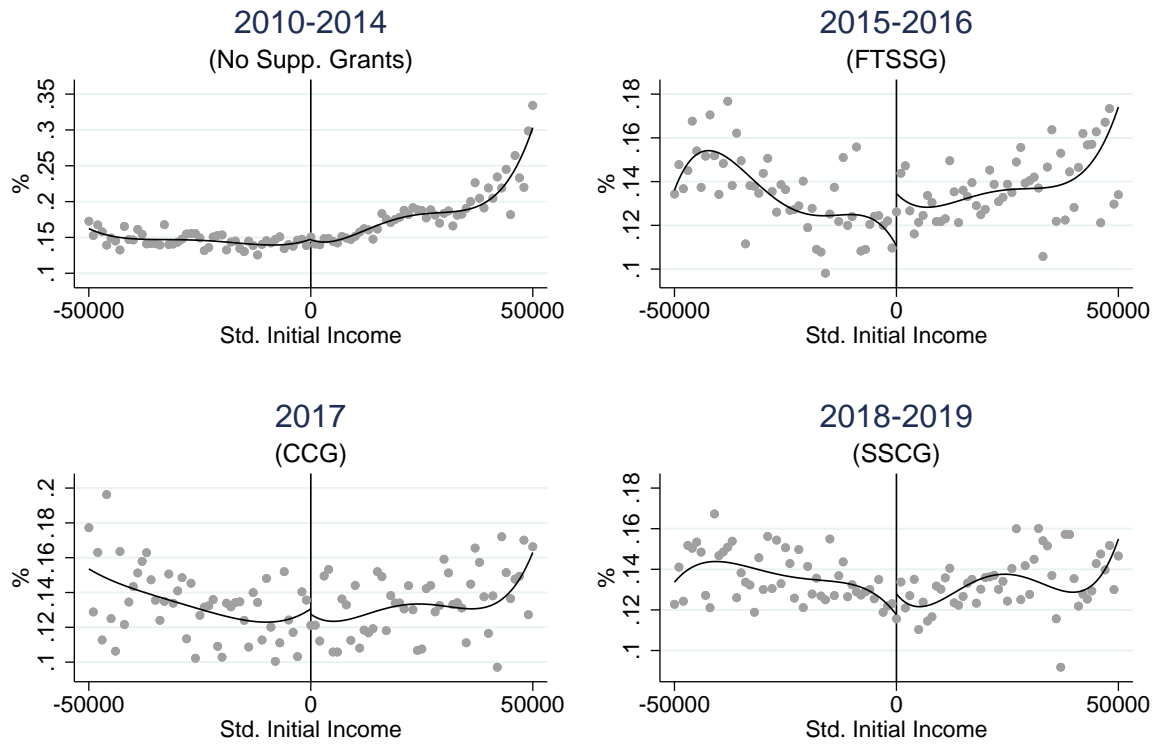 2010-2014
(No Supp. Grants)
%
.35
.3
.25
.2
.15
.1
-50000 0 50000
Std. Initial Income
2015-2016
(FTSSG)
%
.18
.16
.14
.12
.1
-50000 0 50000
Std. Initial Income
2017
(CCG)
%
.2
.18
.16
.14
.12
.1
-50000 0 50000
Std. Initial Income
2018-2019
(SSCG)
%
.18
.16
.14
.12
.1
-50000 0 50000
Std. Initial Income